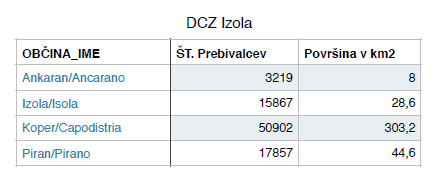 DCZ Izola
OBČINA_IME ŠT. Prebivalcev Površina v km2
Ankaran/Ancarano 3219 8
Izola/Isola 15867 28,6
Koper/Capodistria 50902 303,2
Piran/Pirano 17857 44,6